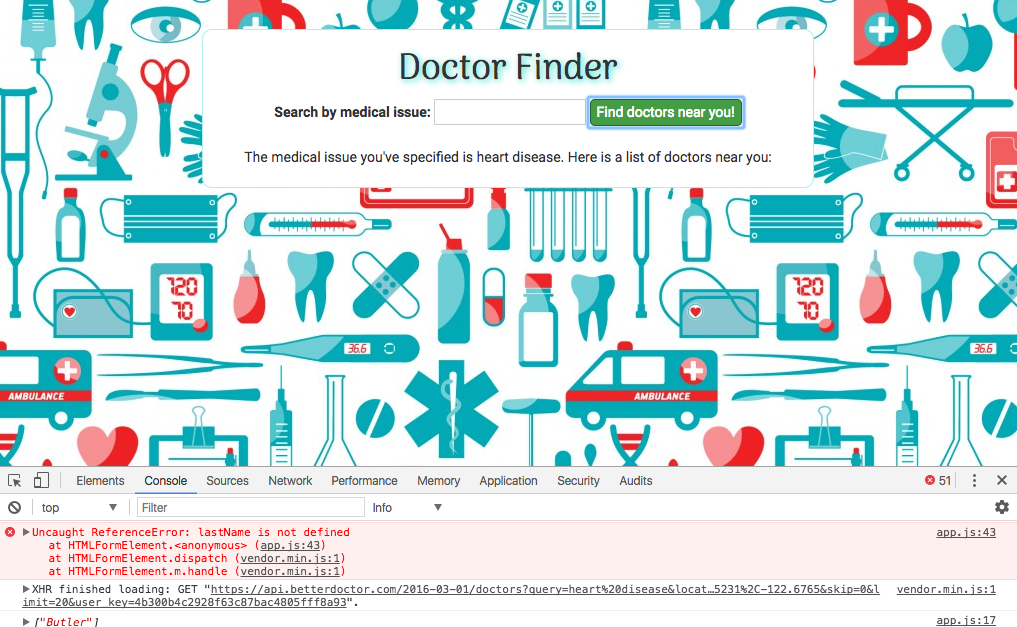 Doctor Finder
Search by medical issue: Find doctors near you!
The medical issue you've specified is heart disease. Here is a list of doctors near you:
120 120
70 70
36.6 36.6
AMBULANCE AMBULANCE
Elements Console Sources Network Performance Memory Application Security Audits 51
top Filter Info
Uncaught ReferenceError: lastName is not defined app.js:43
at HTMLFormElement.<anonymous> (app.js:43)
at HTMLFormElement.dispatch (vendor.min.js:1)
at HTMLFormElement.m.handle (vendor.min.js:1)
XHR finished loading: GET "https://api.betterdoctor.com/2016-03-01/doctors?query=heart%20disease&locat…5231%2C-122.6765&skip=0&l vendor.min.js:1
imit=20&user_key=4b300b4c2928f63c87bac4805fff8a93".
["Butler"] app.js:17